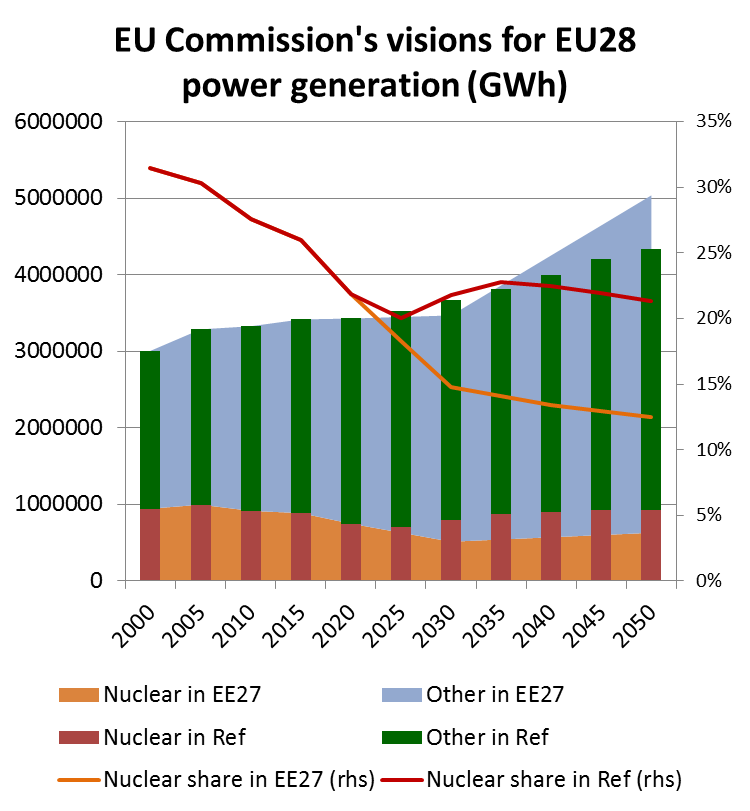 EU Commission's visions for EU28
power generation (GWh)
6000000
5000000
4000000
3000000
2000000
1000000
0
35%
30%
25%
20%
15%
10%
5%
0%
2000 2005 2010 2015 2020 2025 2030 2035 2040 2045 2050
Nuclear in EE27 Other in EE27
Nuclear in Ref Other in Ref
Nuclear share in EE27 (rhs) Nuclear share in Ref (rhs)